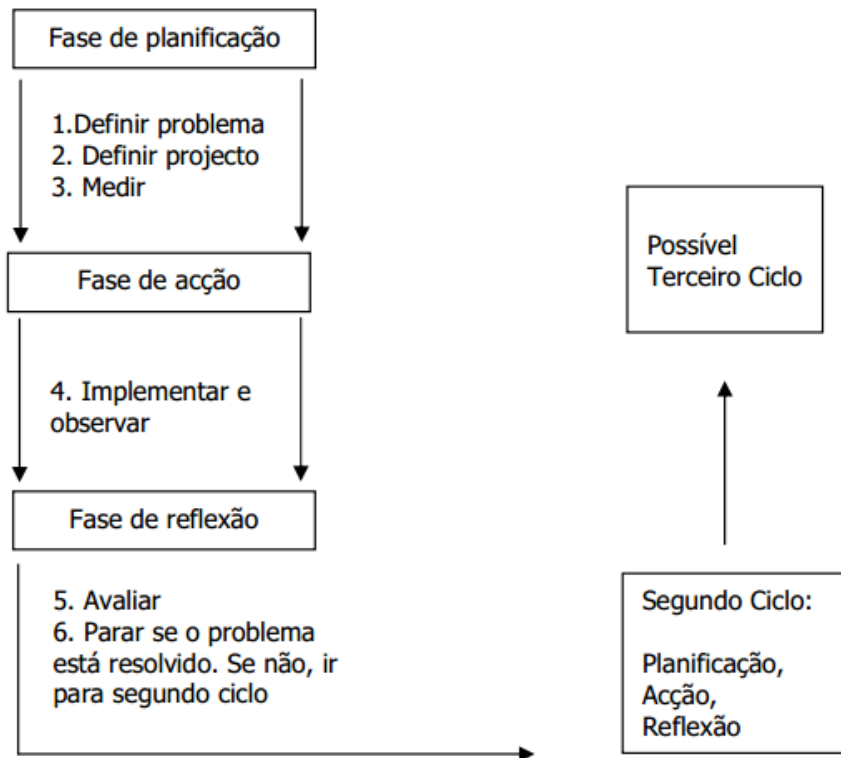 Fase de planificação
1.Definir problema
2. Definir projecto
3. Medir
Fase de acção
4. Implementar e
observar
Fase de reflexão
5. Avaliar
6. Parar se o problema
está resolvido. Se não, ir
para segundo ciclo
Segundo Ciclo:
Planificação,
Acção,
Reflexão
Possível
Terceiro Ciclo